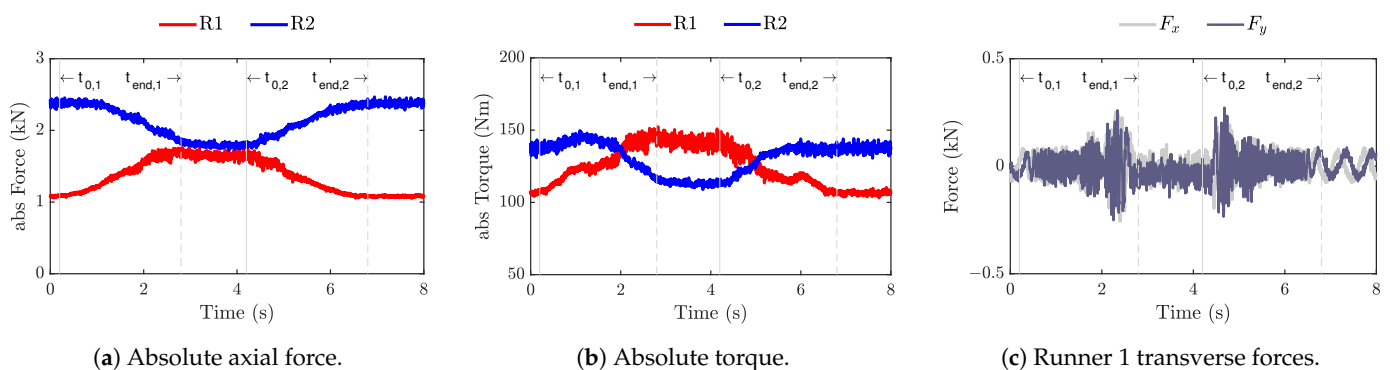 R1 R2
abs Force (kN)
3
2
1
0
t0,1 tend,1 t0,2 tend,2
0 2 4 6 8
Time (s)
(a) Absolute axial force.
R1 R2
abs Torque (Nm)
200
150
100
50
t0,1 tend,1 t0,2 tend,2
0 2 4 6 8
Time (s)
(b) Absolute torque.
Fx Fy
Force (kN)
0.5
0
−0.5
t0,1 tend,1 t0,2 tend,2
0 2 4 6 8
Time (s)
(c) Runner 1 transverse forces.